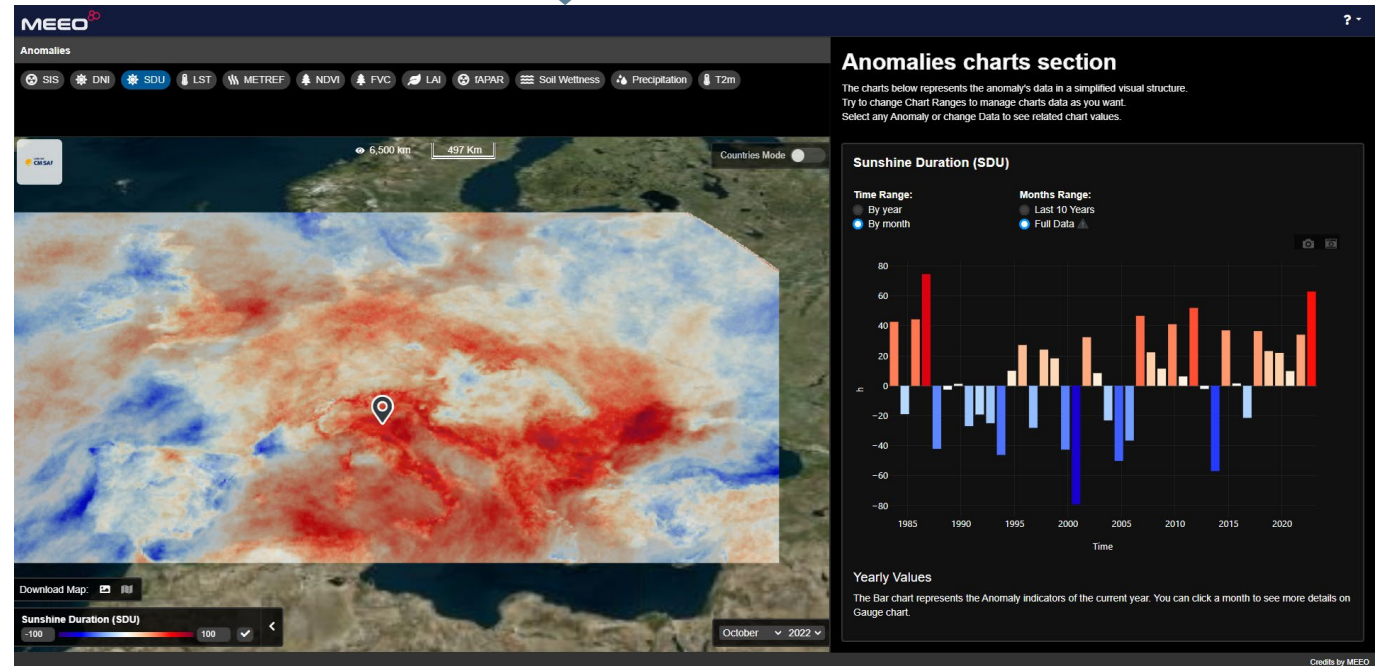 MEEO
? 
Anomalies
SIS DNI SDU LST METREF NDVI FVC LAI fAPAR Soil Wettness Precipitation T2m
CM SAF
6,500 km 497 Km
Countries Mode
Download Map:
Sunshine Duration (SDU)
-100 100
October 2022
Anomalies charts section
The charts below represents the anomaly's data in a simplified visual structure.
Try to change Chart Ranges to manage charts data as you want.
Select any Anomaly or change Data to see related chart values.
Sunshine Duration (SDU)
Time Range: Months Range:
By year Last 10 Years
By month Full Data
80
60
40
20
0
−20
−40
−60
−80
h
1985 1990 1995 2000 2005 2010 2015 2020
Time
Yearly Values
The Bar chart represents the Anomaly indicators of the current year. You can click a month to see more details on
Gauge chart.
Credits by MEEO